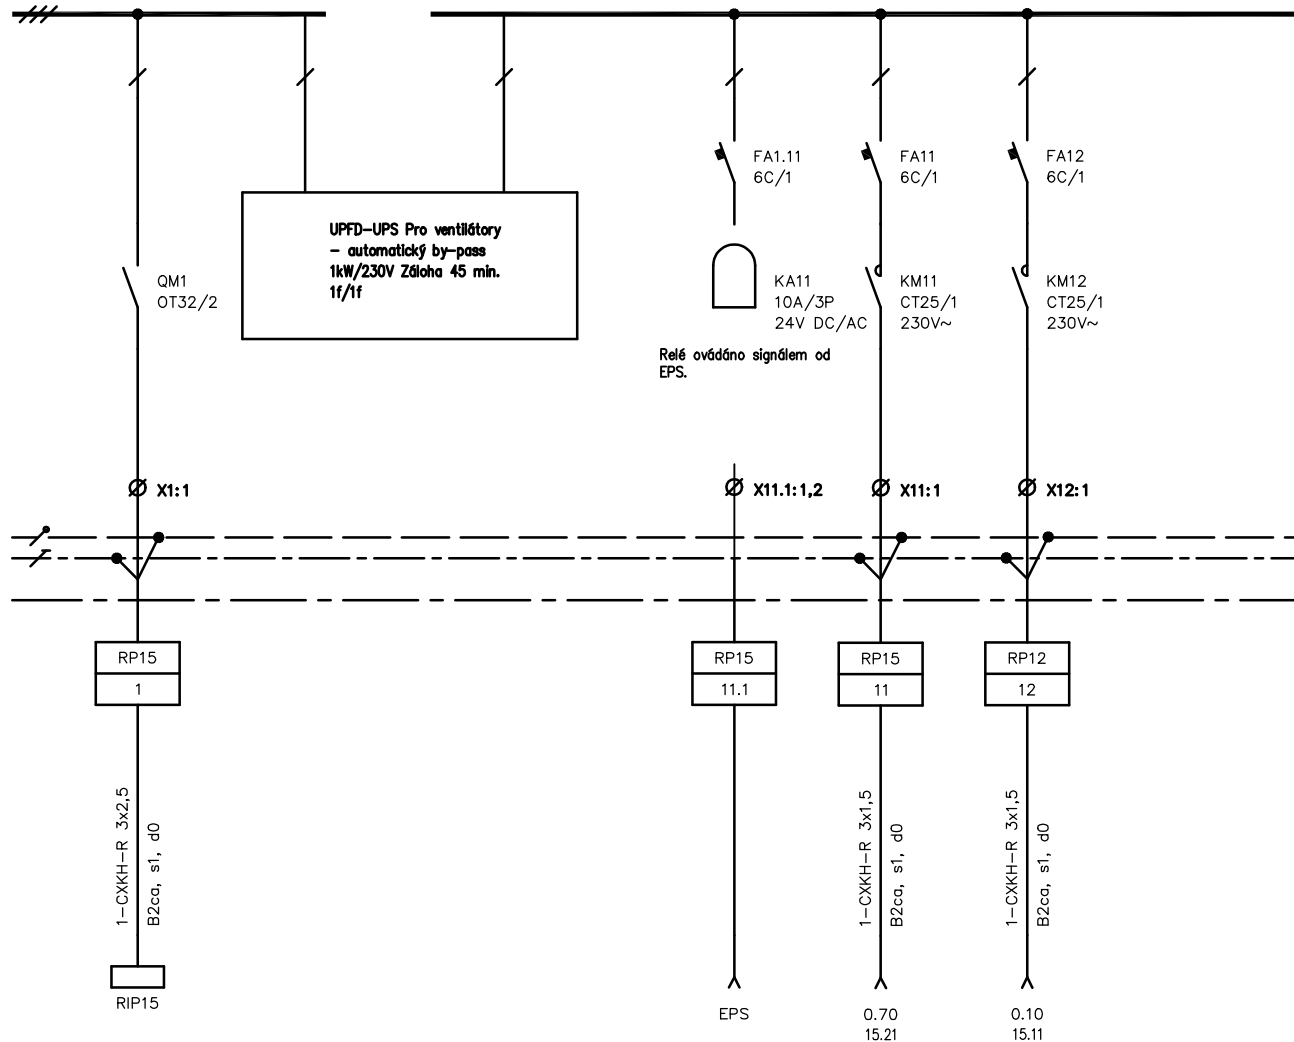 UPFD-UPS Pro ventilátory
- automatický by-pass
1kW/230V Záloha 45 min.
1f/1f
QM1
OT32/2
FA1.11
6C/1
FA11
6C/1
FA12
6C/1
KA11
10A/3P
24V DC/AC
KM11
CT25/1
230V~
KM12
CT25/1
230V~
Relé ovádáno signálem od
EPS.
X1:1
X11.1:1,2
X11:1
X12:1
RP15
1
RP15
11.1
RP15
11
RP12
12
1-CXKH-R 3x2,5
B2ca, s1, d0
1-CXKH-R 3x1,5
B2ca, s1, d0
1-CXKH-R 3x1,5
B2ca, s1, d0
RIP15
EPS
0.70
15.21
0.10
15.11